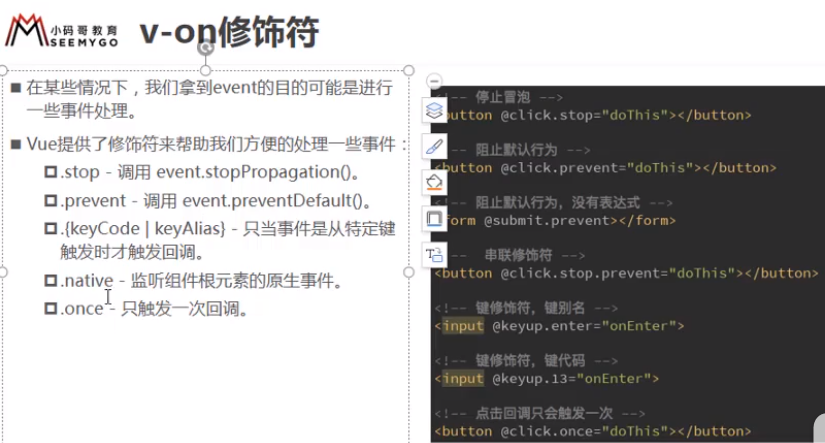 小码哥教育
SEEMYGO
v-on修饰符
在某些情况下，我们拿到event的目的可能是进行
一些事件处理。
Vue提供了修饰符来帮助我们方便的处理一些事件：
.stop - 调用 event.stopPropagation()。
.prevent - 调用 event.preventDefault()。
.{keyCode | keyAlias} - 只当事件是从特定键
触发时才触发回调。
.native - 监听组件根元素的原生事件。
.once - 只触发一次回调。
<!-- 停止冒泡 -->
<button @click.stop="doThis"></button>
<!-- 阻止默认行为 -->
<button @click.prevent="doThis"></button>
<!-- 阻止默认行为，没有表达式 -->
<form @submit.prevent></form>
<!--  串联修饰符 -->
<button @click.stop.prevent="doThis"></button>
<!-- 键修饰符，键别名 -->
<input @keyup.enter="onEnter">
<!-- 键修饰符，键代码 -->
<input @keyup.13="onEnter">
<!-- 点击回调只会触发一次 -->
<button @click.once="doThis"></button>